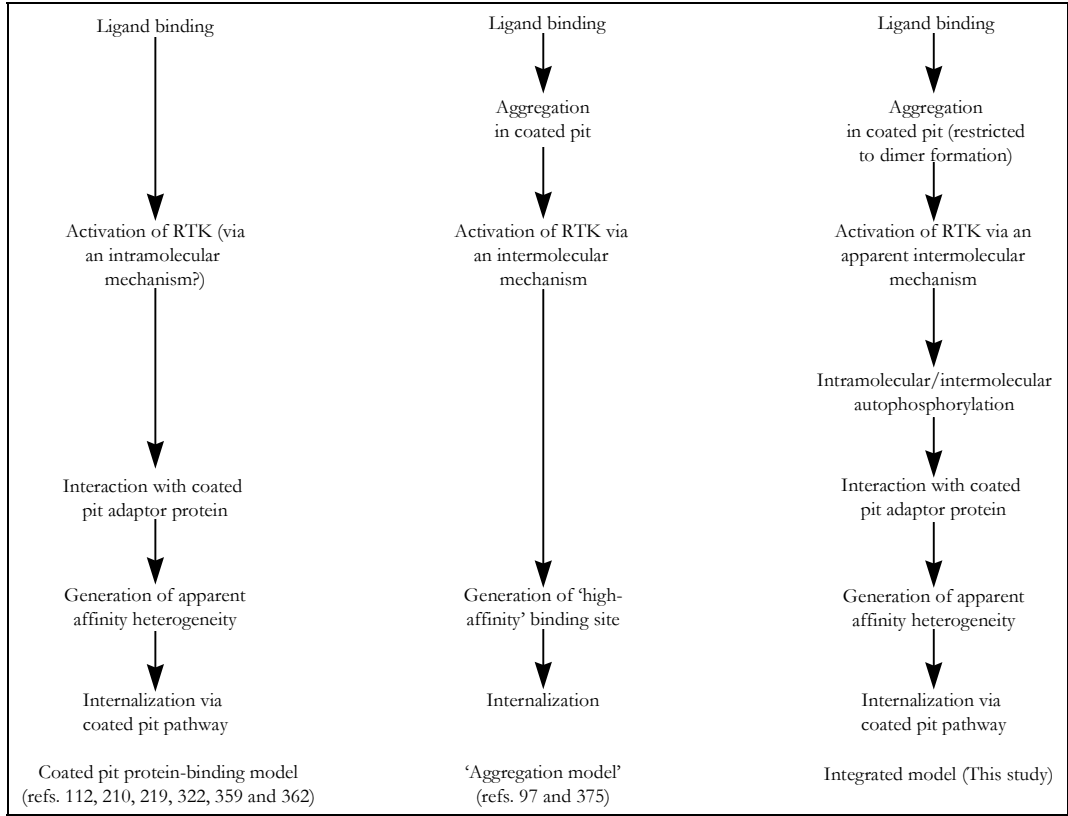 Ligand binding
Activation of RTK (via
an intramolecular
mechanism?)
Interaction with coated
pit adaptor protein
Generation of apparent
affinity heterogeneity
Internalization via
coated pit pathway
Coated pit protein-binding model
(refs. 112, 210, 219, 322, 359 and 362)
Ligand binding
Aggregation
in coated pit
Activation of RTK via
an intermolecular
mechanism
Generation of ‘high-
affinity’ binding site
Internalization
‘Aggregation model’
(refs. 97 and 375)
Ligand binding
Aggregation
in coated pit (restricted
to dimer formation)
Activation of RTK via an
apparent intermolecular
mechanism
Intramolecular/intermolecular
autophosphorylation
Interaction with coated
pit adaptor protein
Generation of apparent
affinity heterogeneity
Internalization via
coated pit pathway
Integrated model (This study)